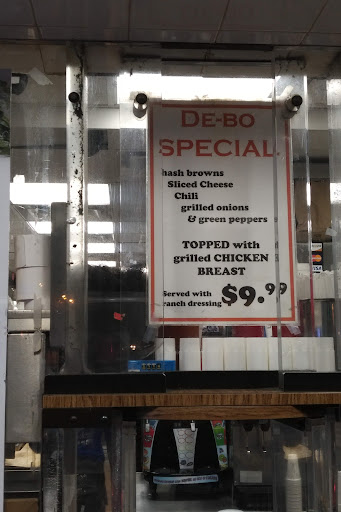 DE-BO
SPECIAL
hash browns
Sliced Cheese
Chili
grilled onions
& green peppers
TOPPED with
grilled CHICKEN
BREAST
Served with
ranch dressing
$9.99
VISA